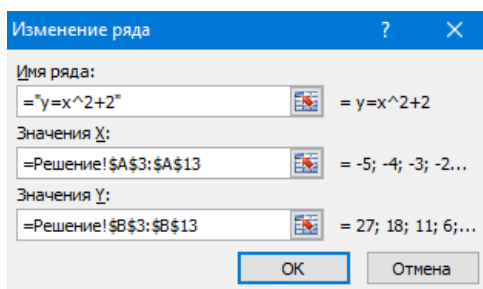 Изменение ряда ? ×
Имя ряда:
="y=x^2+2" = y=x^2+2
Значения X:
=Решение!$A$3:$A$13 = -5; -4; -3; -2...
Значения Y:
=Решение!$B$3:$B$13 = 27; 18; 11; 6;...
ОК Отмена